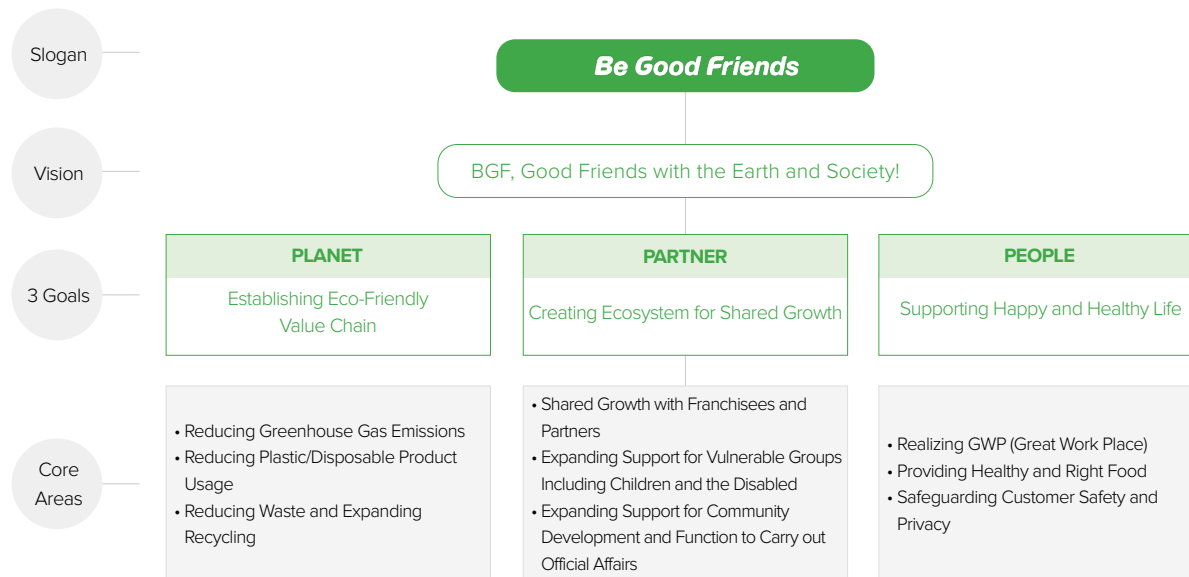 Slogan
Be Good Friends
Vision
BGF, Good Friends with the Earth and Society!
3 Goals
PLANET
Establishing Eco-Friendly
Value Chain
PARTNER
Creating Ecosystem for Shared Growth
PEOPLE
Supporting Happy and Healthy Life
Core
Areas
• Reducing Greenhouse Gas Emissions
• Reducing Plastic/Disposable Product
Usage
• Reducing Waste and Expanding
Recycling
• Shared Growth with Franchisees and
Partners
• Expanding Support for Vulnerable Groups
Including Children and the Disabled
• Expanding Support for Community
Development and Function to Carry out
Official Affairs
• Realizing GWP (Great Work Place)
• Providing Healthy and Right Food
• Safeguarding Customer Safety and
Privacy